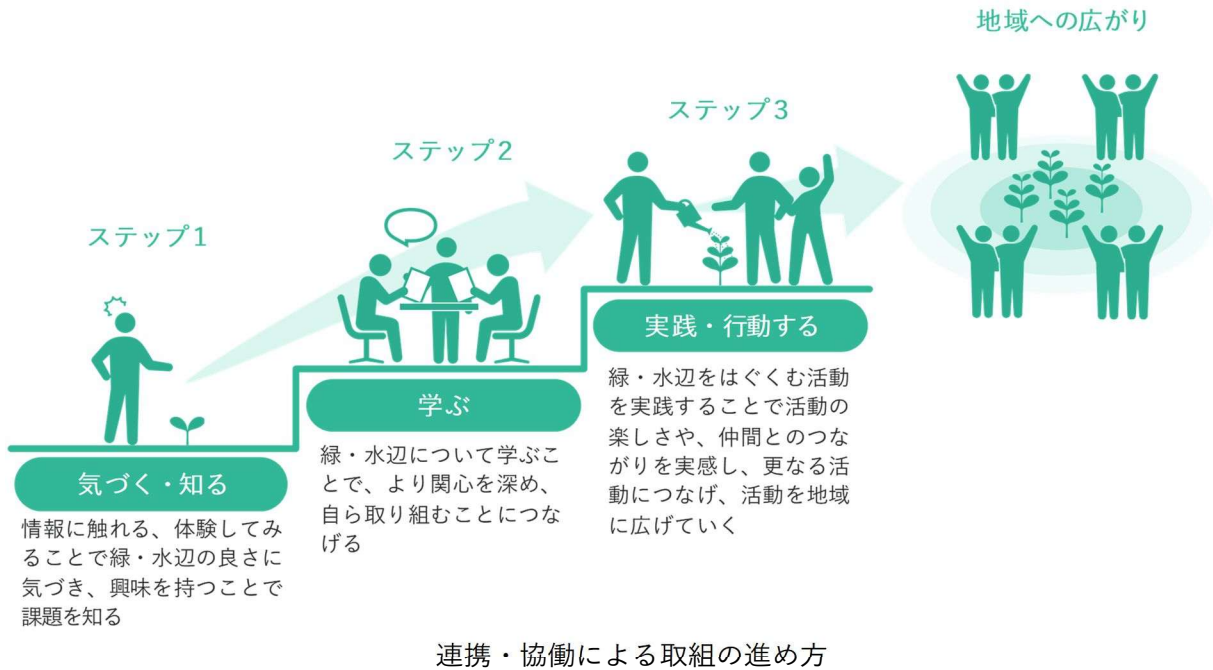 ステップ1
気づく・知る
情報に触れる、体験してみ
ることで緑・水辺の良さに
気づき、興味を持つことで
課題を知る
ステップ2
学ぶ
緑・水辺について学ぶこ
とで、より関心を深め、
自ら取り組むことにつな
げる
ステップ3
実践・行動する
緑・水辺をはぐくむ活動
を実践することで活動の
楽しさや、仲間とのつな
がりを実感し、更なる活
動につなげ、活動を地域
に広げていく
地域への広がり
連携・協働による取組の進め方